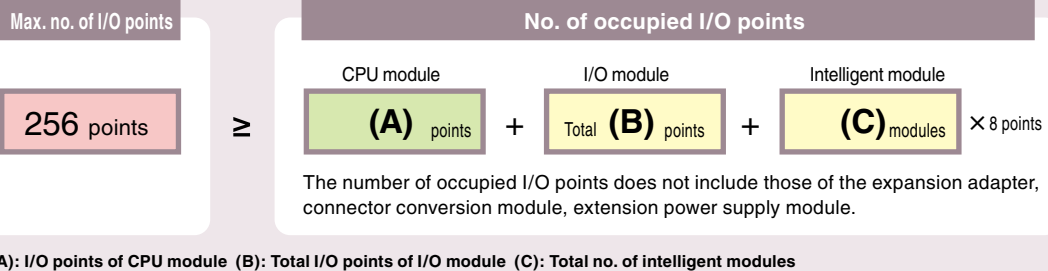 Max. no. of I/O points
No. of occupied I/O points
CPU module
I/O module
Intelligent module
256 points
≥
(A) points
+
Total (B) points
+
(C) modules
× 8 points
The number of occupied I/O points does not include those of the expansion adapter,
connector conversion module, extension power supply module.
A): I/O points of CPU module (B): Total I/O points of I/O module (C): Total no. of intelligent modules